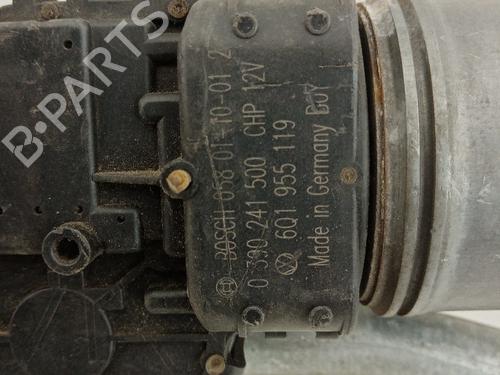 B-PARTS
BOSCH 058 01 10-01 2
0 390 241 500 CHP 12V
6Q1 955 119
Made in Germany BUY